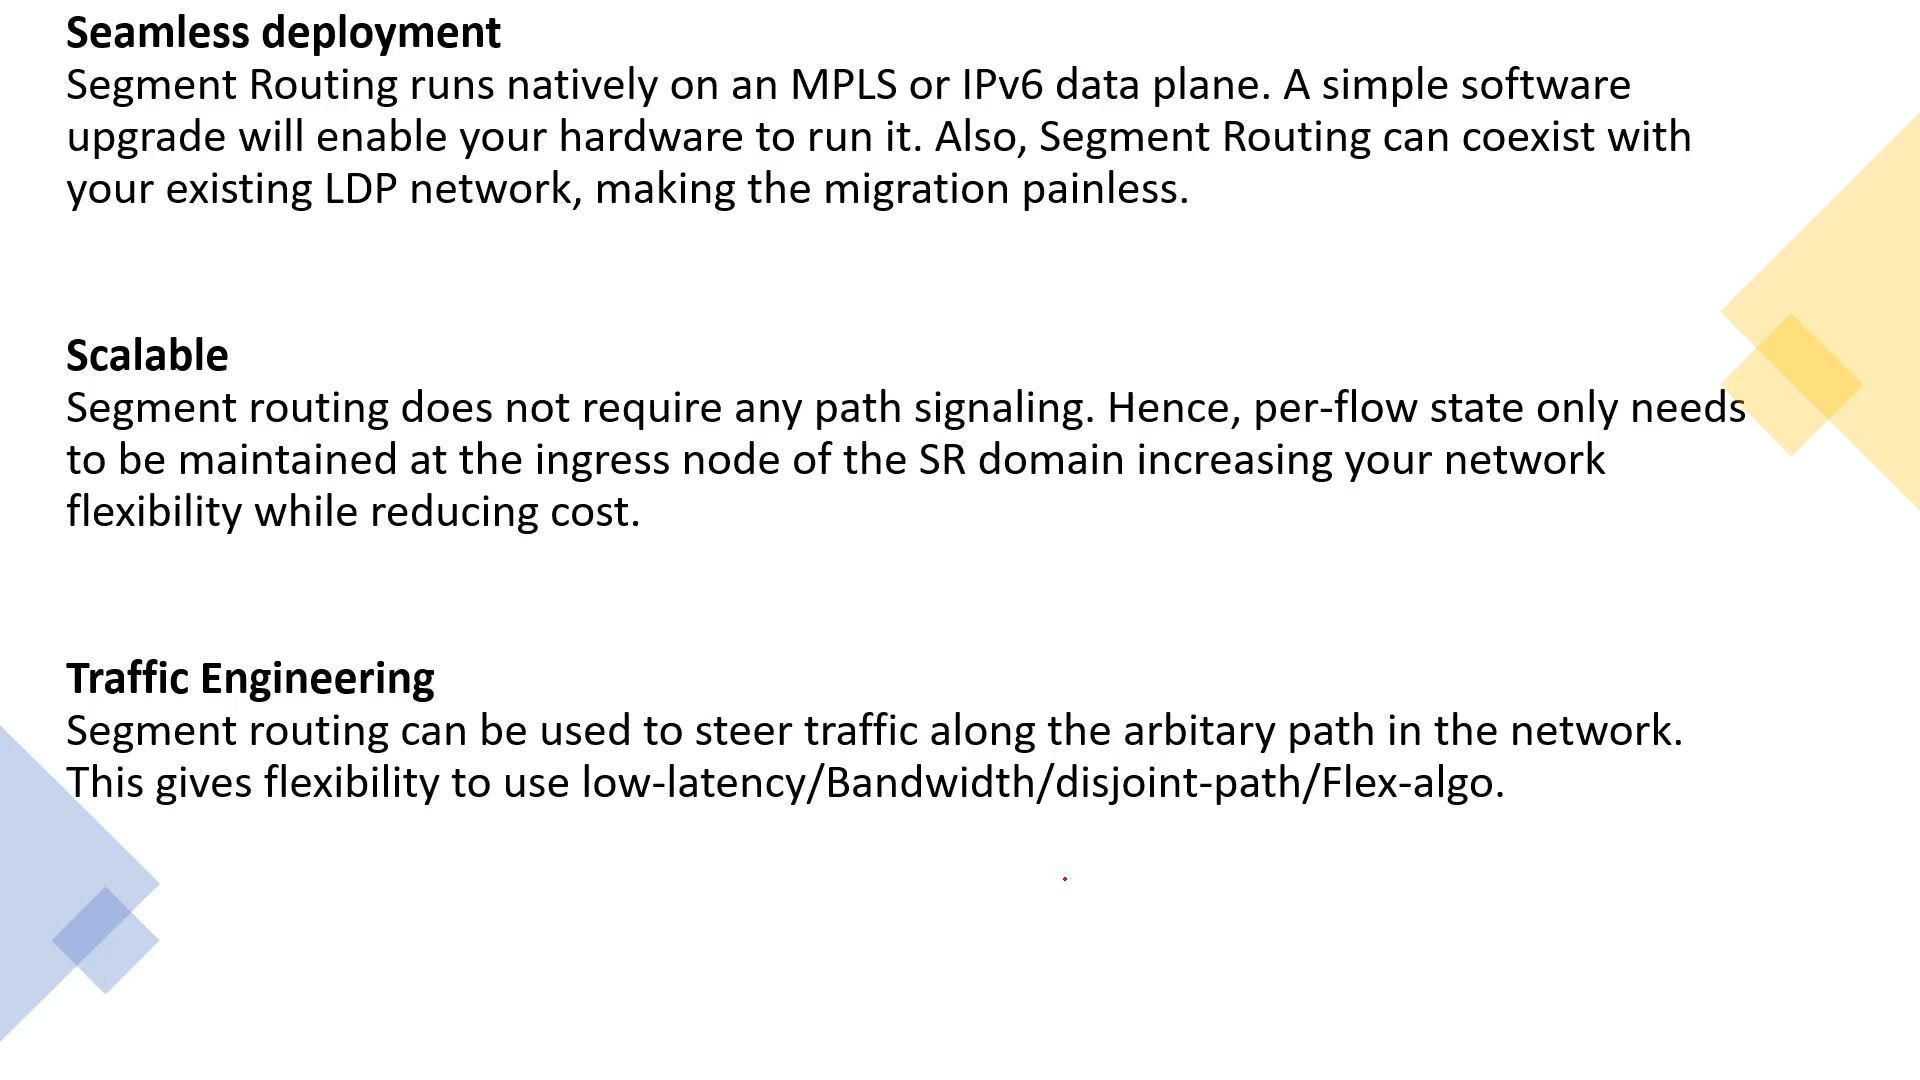 Seamless deployment
Segment Routing runs natively on an MPLS or IPv6 data plane. A simple software
upgrade will enable your hardware to run it. Also, Segment Routing can coexist with
your existing LDP network, making the migration painless.
Scalable
Segment routing does not require any path signaling. Hence, per-flow state only needs
to be maintained at the ingress node of the SR domain increasing your network
flexibility while reducing cost.
Traffic Engineering
Segment routing can be used to steer traffic along the arbitary path in the network.
This gives flexibility to use low-latency/Bandwidth/disjoint-path/Flex-algo.